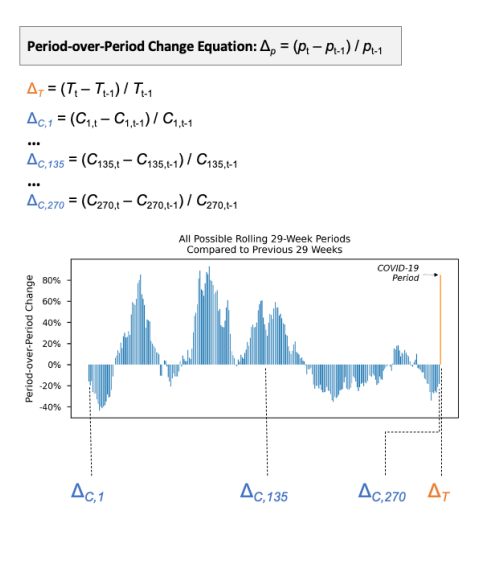 Period-over-Period Change Equation: Δp = (pt – pt-1) / pt-1
ΔT = (Tt – Tt-1) / Tt-1
ΔC,1 = (C1,t – C1,t-1) / C1,t-1
...
ΔC,135 = (C135,t – C135,t-1) / C135,t-1
...
ΔC,270 = (C270,t – C270,t-1) / C270,t-1
All Possible Rolling 29-Week Periods
Compared to Previous 29 Weeks
COVID-19
Period
Period-over-Period Change
80%
60%
40%
20%
0%
-20%
-40%
ΔC,1 ΔC,135 ΔC,270 ΔT